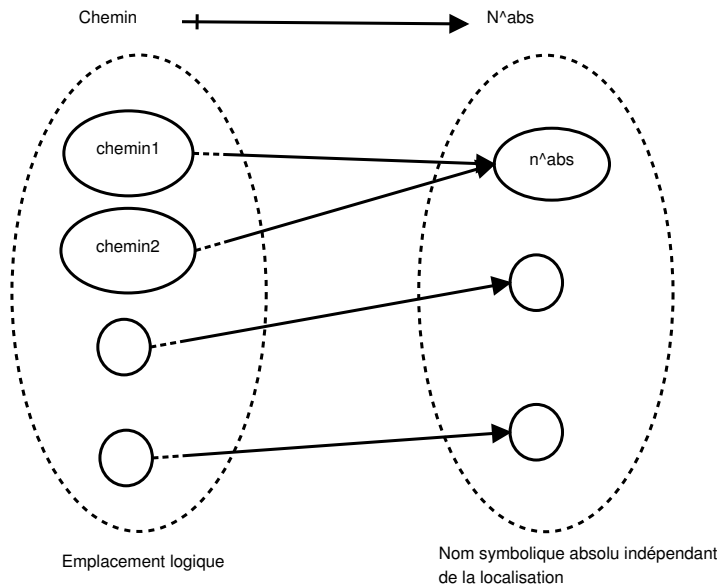 Chemin N^abs
chemin1
n^abs
chemin2
Emplacement logique
Nom symbolique absolu indépendant
de la localisation